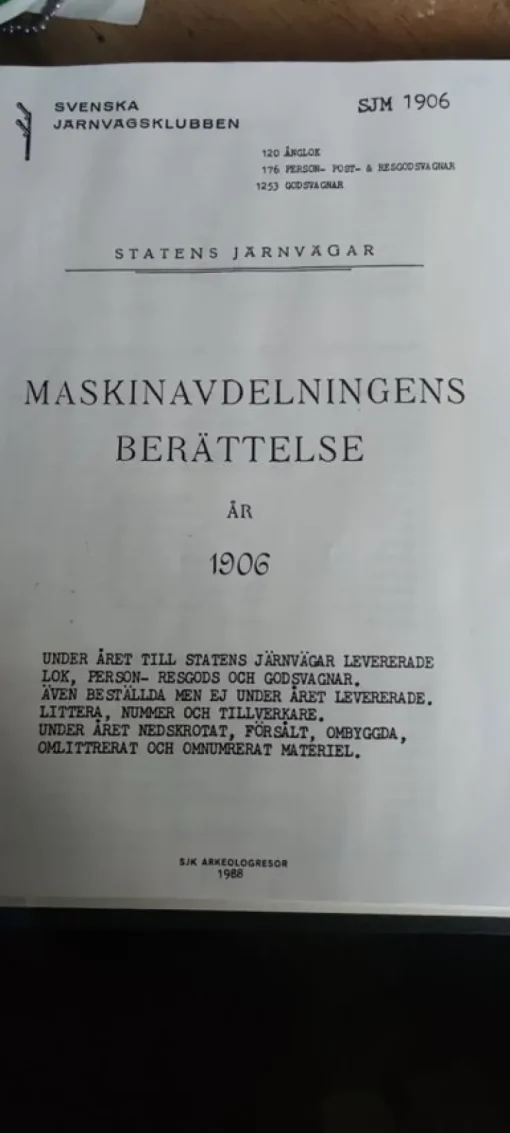 SVENSKA
JÄRNVÄGSKLUBBEN
SJM 1906
120 ÅNGLOK
176 PERSON- POST- & RESGODSVAGNAR
1253 GODSVAGNAR
STATENS JÄRNVÄGAR
MASKINAVDELNINGENS
BERÄTTELSE
ÅR
1906
UNDER ÅRET TILL STATENS JÄRNVÄGAR LEVERERADE
LOK, PERSON- RESGODS OCH GODSVAGNAR.
ÄVEN BESTÄLLDA MEN EJ UNDER ÅRET LEVERERADE.
LITTERA, NUMMER OCH TILLVERKARE.
UNDER ÅRET NEDSKROTAT, FÖRSÅLT, OMBYGGDA,
OMLITTRERAT OCH OMNUMRERAT MATERIEL.
SJK ARKEOLOGRESOR
1988